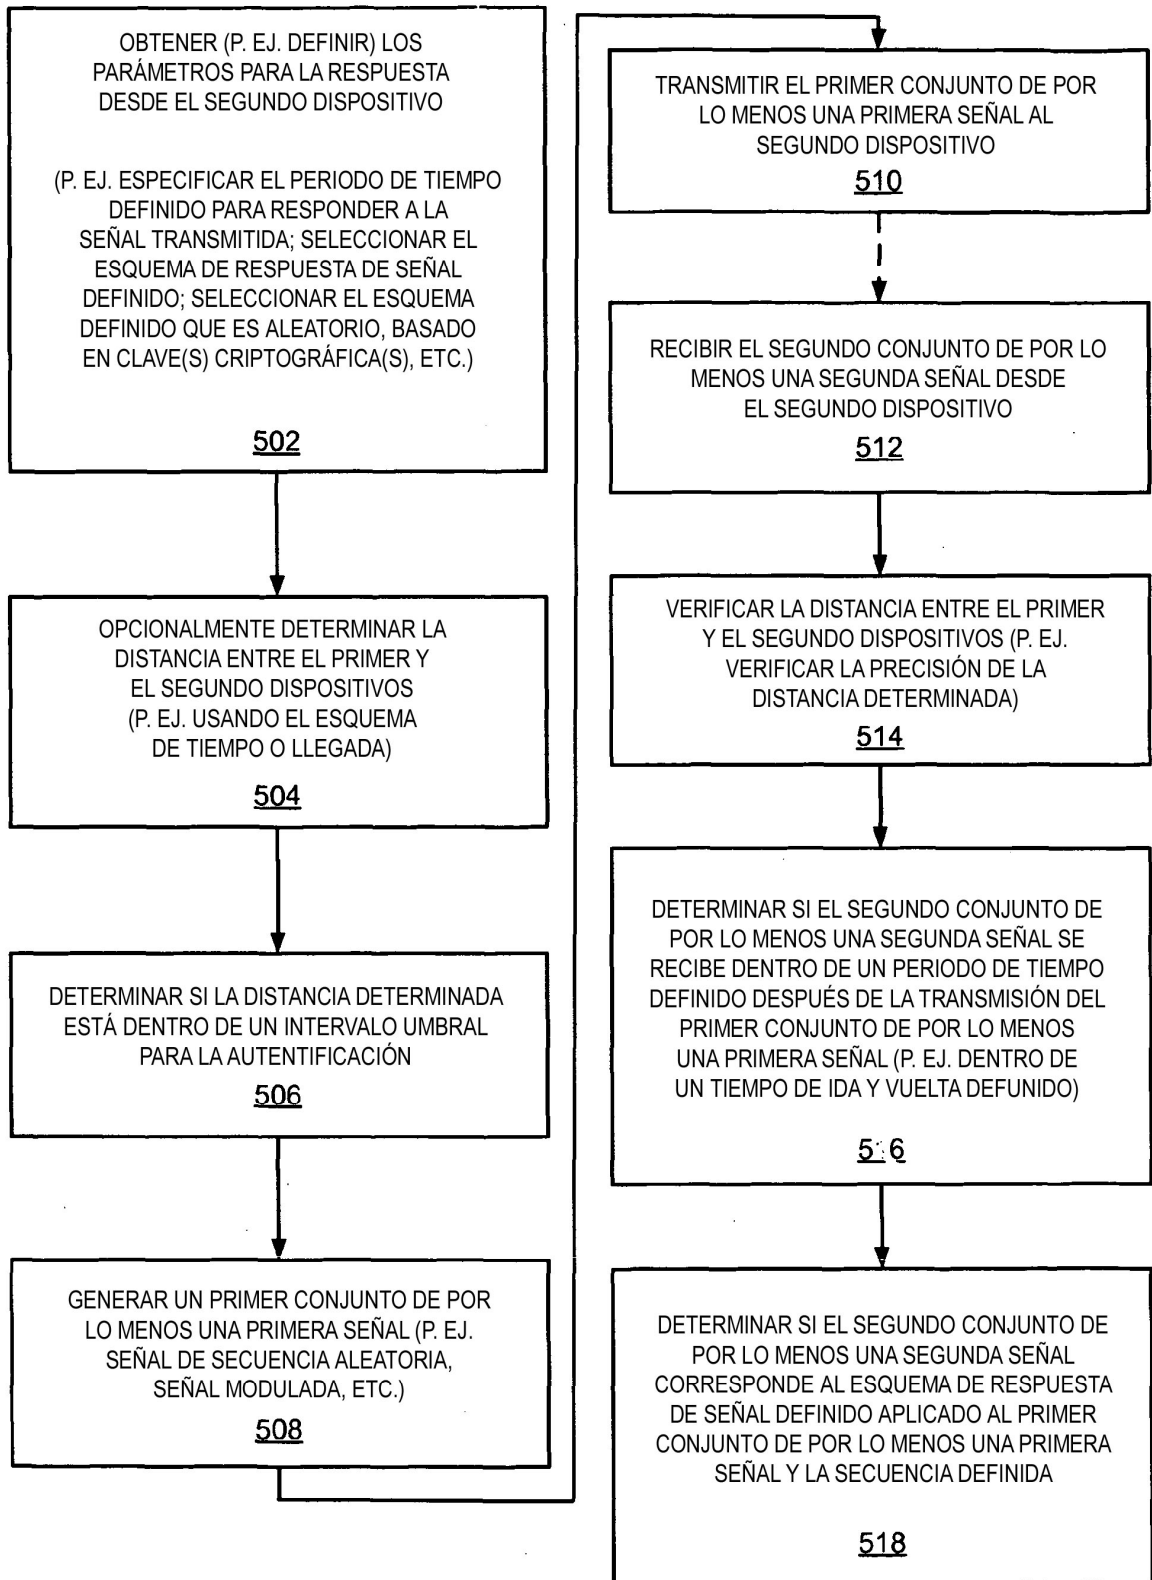 OBTENER (P. EJ. DEFINIR) LOS
PARÁMETROS PARA LA RESPUESTA
DESDE EL SEGUNDO DISPOSITIVO
(P. EJ. ESPECIFICAR EL PERIODO DE TIEMPO
DEFINIDO PARA RESPONDER A LA
SEÑAL TRANSMITIDA; SELECCIONAR EL
ESQUEMA DE RESPUESTA DE SEÑAL
DEFINIDO; SELECCIONAR EL ESQUEMA
DEFINIDO QUE ES ALEATORIO, BASADO
EN CLAVE(S) CRIPTOGRÁFICA(S), ETC.)
502
OPCIONALMENTE DETERMINAR LA
DISTANCIA ENTRE EL PRIMER Y
EL SEGUNDO DISPOSITIVOS
(P. EJ. USANDO EL ESQUEMA
DE TIEMPO O LLEGADA)
504
DETERMINAR SI LA DISTANCIA DETERMINADA
ESTÁ DENTRO DE UN INTERVALO UMBRAL
PARA LA AUTENTIFICACIÓN
506
GENERAR UN PRIMER CONJUNTO DE POR
LO MENOS UNA PRIMERA SEÑAL (P. EJ.
SEÑAL DE SECUENCIA ALEATORIA,
SEÑAL MODULADA, ETC.)
508
TRANSMITIR EL PRIMER CONJUNTO DE POR
LO MENOS UNA PRIMERA SEÑAL AL
SEGUNDO DISPOSITIVO
510
RECIBIR EL SEGUNDO CONJUNTO DE POR LO
MENOS UNA SEGUNDA SEÑAL DESDE
EL SEGUNDO DISPOSITIVO
512
VERIFICAR LA DISTANCIA ENTRE EL PRIMER
Y EL SEGUNDO DISPOSITIVOS (P. EJ.
VERIFICAR LA PRECISIÓN DE LA
DISTANCIA DETERMINADA)
514
DETERMINAR SI EL SEGUNDO CONJUNTO DE
POR LO MENOS UNA SEGUNDA SEÑAL SE
RECIBE DENTRO DE UN PERIODO DE TIEMPO
DEFINIDO DESPUÉS DE LA TRANSMISIÓN DEL
PRIMER CONJUNTO DE POR LO MENOS
UNA PRIMERA SEÑAL (P. EJ. DENTRO DE
UN TIEMPO DE IDA Y VUELTA DEFUNIDO)
516
DETERMINAR SI EL SEGUNDO CONJUNTO DE
POR LO MENOS UNA SEGUNDA SEÑAL
CORRESPONDE AL ESQUEMA DE RESPUESTA
DE SEÑAL DEFINIDO APLICADO AL PRIMER
CONJUNTO DE POR LO MENOS UNA PRIMERA
SEÑAL Y LA SECUENCIA DEFINIDA
518